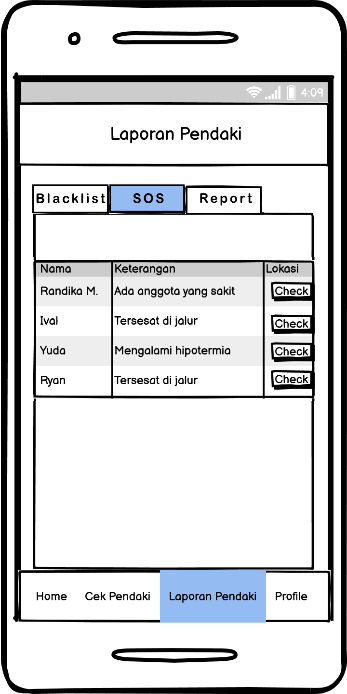 4:09
Laporan Pendaki
Blacklist SOS Report
Nama Keterangan Lokasi
Randika M. Ada anggota yang sakit Check
Ival Tersesat di jalur Check
Yuda Mengalami hipotermia Check
Ryan Tersesat di jalur Check
Home Cek Pendaki Laporan Pendaki Profile